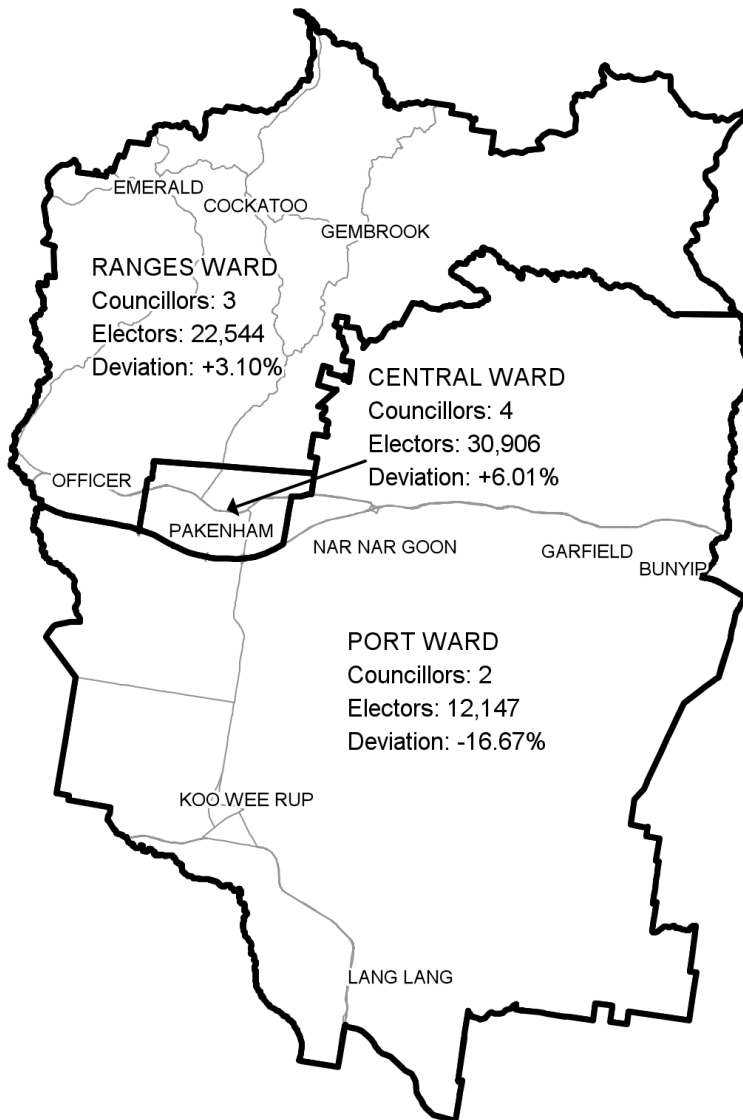 EMERALD
COCKATOO
GEMBROOK
RANGES WARD
Councillors: 3
Electors: 22,544
Deviation: +3.10%
CENTRAL WARD
Councillors: 4
Electors: 30,906
Deviation: +6.01%
OFFICER
PAKENHAM
NAR NAR GOON
GARFIELD
BUNYIP
PORT WARD
Councillors: 2
Electors: 12,147
Deviation: -16.67%
KOO WEE RUP
LANG LANG